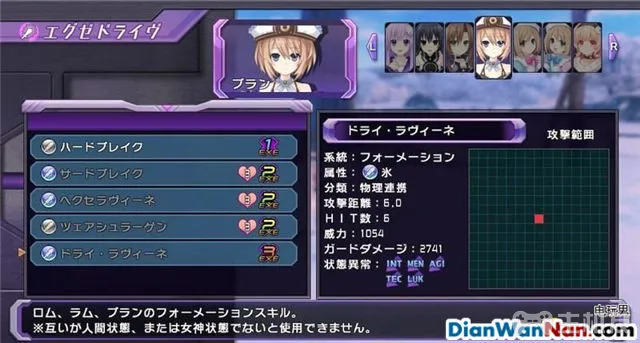 エグゼドライヴ
L
R
ブラン
ハードブレイク 1 EXE
サードブレイク 3 2 EXE
ヘクセラヴィーネ 3 2 EXE
ツェアシュラーゲン 3 2 EXE
ドライ・ラヴィーネ 3 EXE
ドライ・ラヴィーネ
攻撃範囲
系統：フォーメーション
属性： 氷
分類：物理連携
攻撃距離：6.0
ＨＩＴ数：6
威力：1054
ガードダメージ：2741
状態異常： INT MEN AGI
TEC LUK
ロム、ラム、ブランのフォーメーションスキル。
※互いが人間状態、または女神状態でないと使用できません。
电玩男
DianWanNan.com